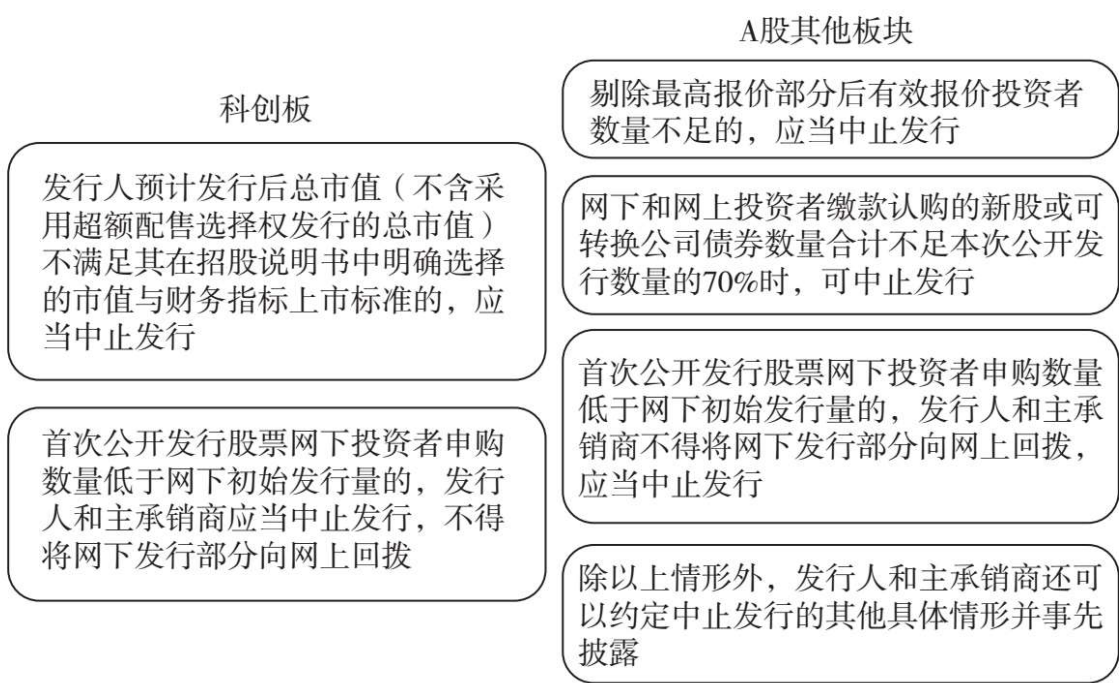 科创板
发行人预计发行后总市值（不含采
用超额配售选择权发行的总市值）
不满足其在招股说明书中明确选择
的市值与财务指标上市标准的，应
当中止发行
首次公开发行股票网下投资者申购
数量低于网下初始发行量的，发行
人和主承销商应当中止发行，不得
将网下发行部分向网上回拨
A股其他板块
剔除最高报价部分后有效报价投资者
数量不足的，应当中止发行
网下和网上投资者缴款认购的新股或可
转换公司债券数量合计不足本次公开发
行数量的70%时，可中止发行
首次公开发行股票网下投资者申购数量
低于网下初始发行量的，发行人和主承
销商不得将网下发行部分向网上回拨，
应当中止发行
除以上情形外，发行人和主承销商还可
以约定中止发行的其他具体情形并事先
披露